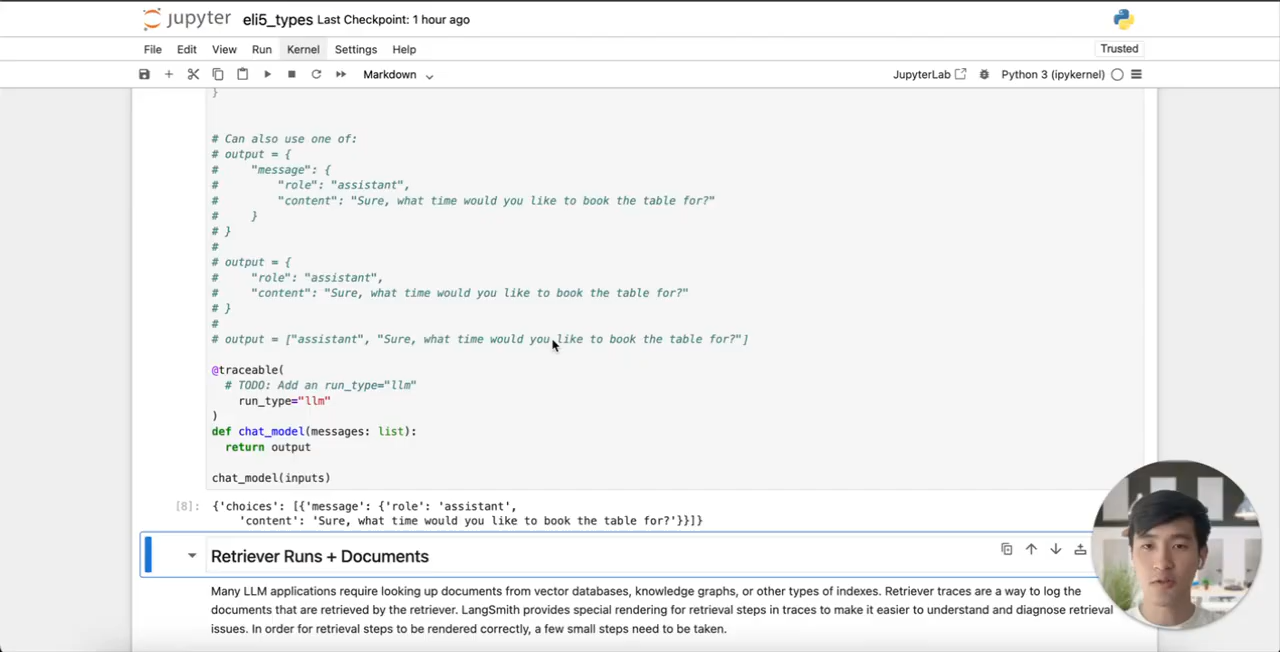 jupyter eli5_types Last Checkpoint: 1 hour ago
File Edit View Run Kernel Settings Help Trusted
Markdown JupyterLab Python 3 (ipykernel)
}
# Can also use one of:
# output = {
#     "message": {
#         "role": "assistant",
#         "content": "Sure, what time would you like to book the table for?"
#     }
# }
#
# output = {
#     "role": "assistant",
#     "content": "Sure, what time would you like to book the table for?"
# }
#
# output = ["assistant", "Sure, what time would you like to book the table for?"]
@traceable(
  # TODO: Add an run_type="llm"
    run_type="llm"
)
def chat_model(messages: list):
  return output
chat_model(inputs)
[8]: {'choices': [{'message': {'role': 'assistant',
'content': 'Sure, what time would you like to book the table for?'}}]}
Retriever Runs + Documents
Many LLM applications require looking up documents from vector databases, knowledge graphs, or other types of indexes. Retriever traces are a way to log the
documents that are retrieved by the retriever. LangSmith provides special rendering for retrieval steps in traces to make it easier to understand and diagnose retrieval
issues. In order for retrieval steps to be rendered correctly, a few small steps need to be taken.